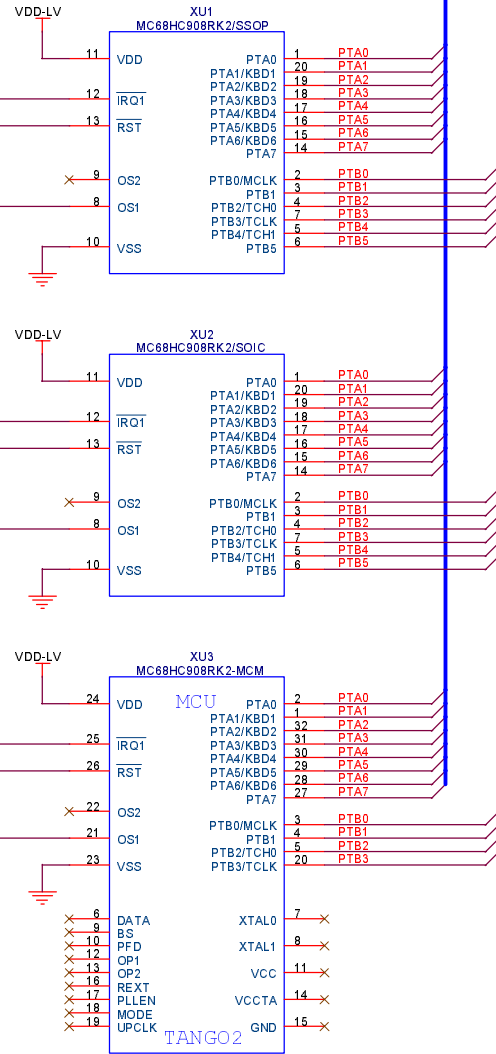 VDD-LV
XU1
MC68HC908RK2/SSOP
11 VDD PTA0 1 PTA0
PTA1/KBD1 20 PTA1
PTA2/KBD2 19 PTA2
12 IRQ1 PTA3/KBD3 18 PTA3
PTA4/KBD4 17 PTA4
13 RST PTA5/KBD5 16 PTA5
PTA6/KBD6 15 PTA6
PTA7 14 PTA7
9 OS2 PTB0/MCLK 2 PTB0
PTB1 3 PTB1
8 OS1 PTB2/TCH0 4 PTB2
PTB3/TCLK 7 PTB3
PTB4/TCH1 5 PTB4
10 VSS PTB5 6 PTB5
VDD-LV
XU2
MC68HC908RK2/SOIC
11 VDD PTA0 1 PTA0
PTA1/KBD1 20 PTA1
PTA2/KBD2 19 PTA2
12 IRQ1 PTA3/KBD3 18 PTA3
PTA4/KBD4 17 PTA4
13 RST PTA5/KBD5 16 PTA5
PTA6/KBD6 15 PTA6
PTA7 14 PTA7
9 OS2 PTB0/MCLK 2 PTB0
PTB1 3 PTB1
8 OS1 PTB2/TCH0 4 PTB2
PTB3/TCLK 7 PTB3
PTB4/TCH1 5 PTB4
10 VSS PTB5 6 PTB5
VDD-LV
XU3
MC68HC908RK2-MCM
MCU
24 VDD PTA0 2 PTA0
PTA1/KBD1 1 PTA1
PTA2/KBD2 32 PTA2
25 IRQ1 PTA3/KBD3 31 PTA3
PTA4/KBD4 30 PTA4
26 RST PTA5/KBD5 29 PTA5
PTA6/KBD6 28 PTA6
PTA7 27 PTA7
22 OS2 PTB0/MCLK 3 PTB0
21 OS1 PTB1 4 PTB1
PTB2/TCH0 5 PTB2
23 VSS PTB3/TCLK 20 PTB3
6 DATA XTAL0 7
9 BS
10 PFD XTAL1 8
12 OP1
13 OP2 VCC 11
16 REXT
17 PLLEN VCCTA 14
18 MODE
19 UPCLK GND 15
TANGO2